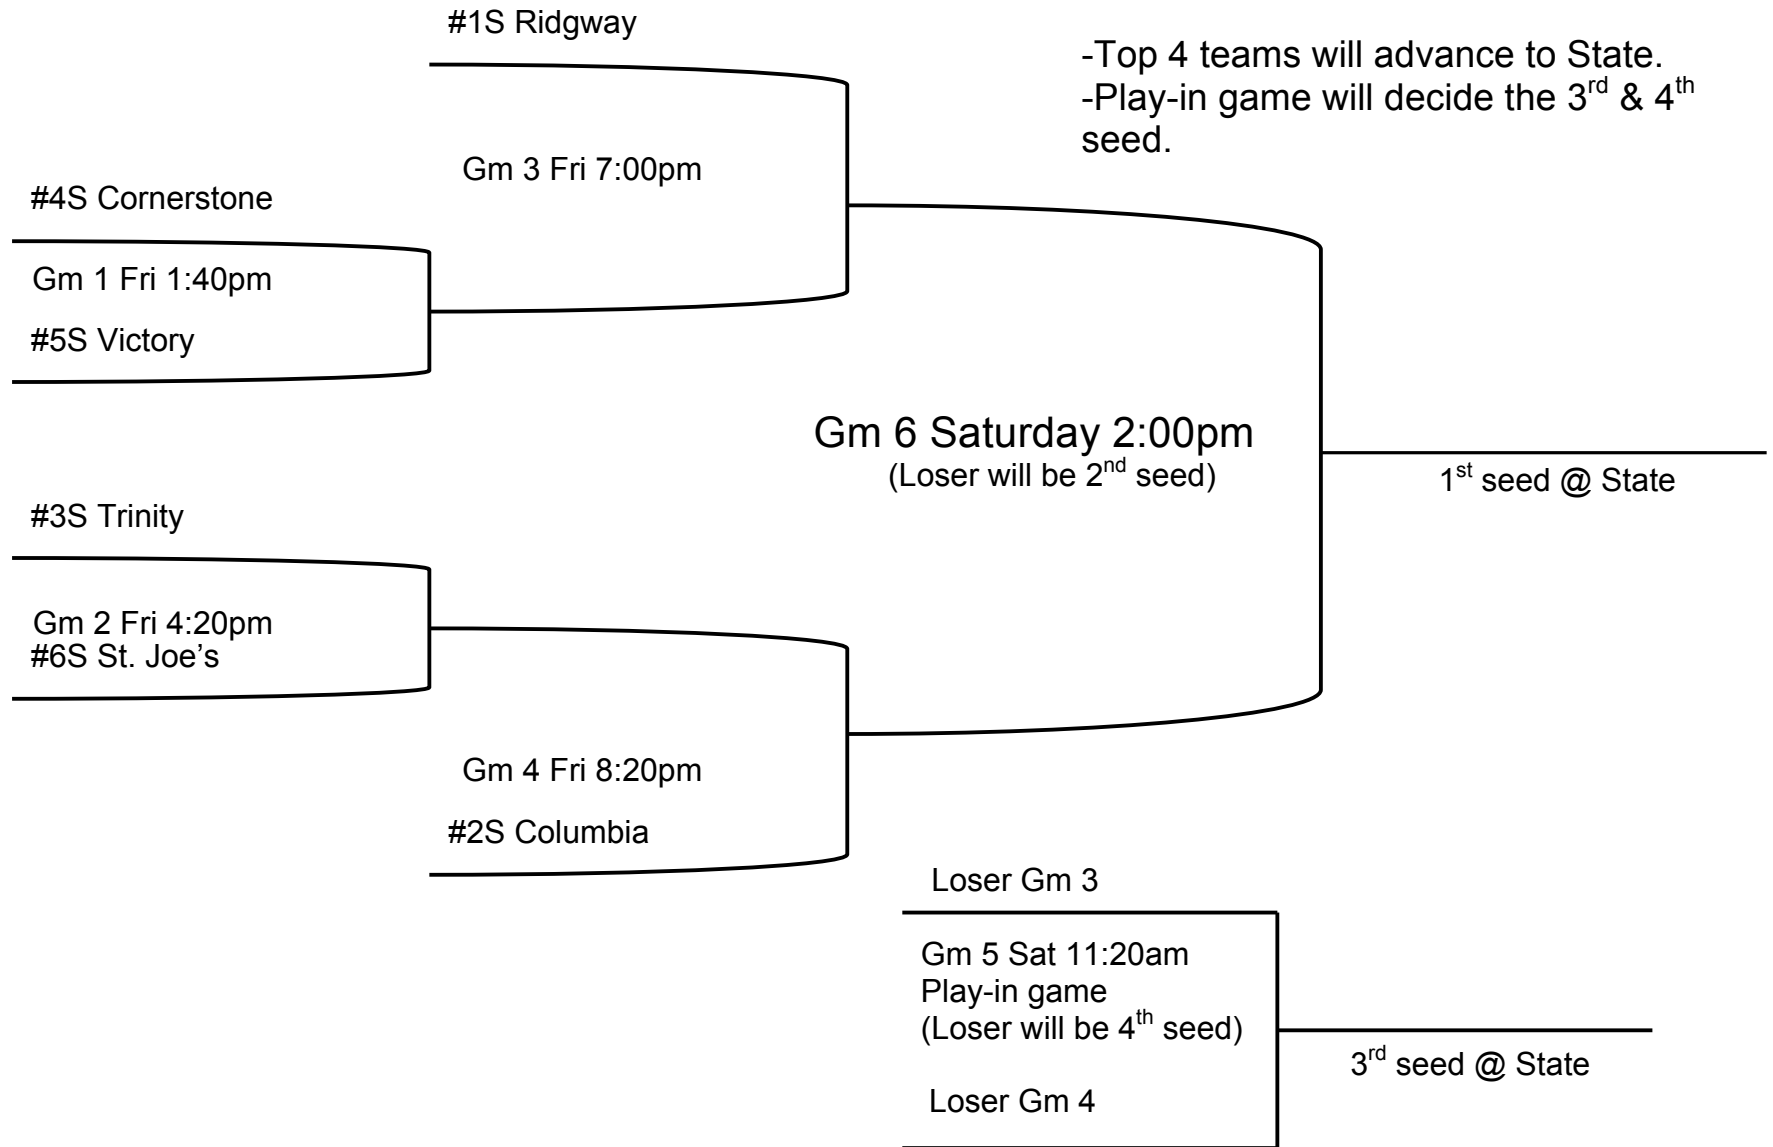 #1S Ridgway
-Top 4 teams will advance to State.
-Play-in game will decide the 3rd & 4th
seed.
Gm 3 Fri 7:00pm
#4S Cornerstone
Gm 1 Fri 1:40pm
#5S Victory
Gm 6 Saturday 2:00pm
(Loser will be 2nd seed)
1st seed @ State
#3S Trinity
Gm 2 Fri 4:20pm
#6S St. Joe’s
Gm 4 Fri 8:20pm
#2S Columbia
Loser Gm 3
Gm 5 Sat 11:20am
Play-in game
(Loser will be 4th seed)
3rd seed @ State
Loser Gm 4